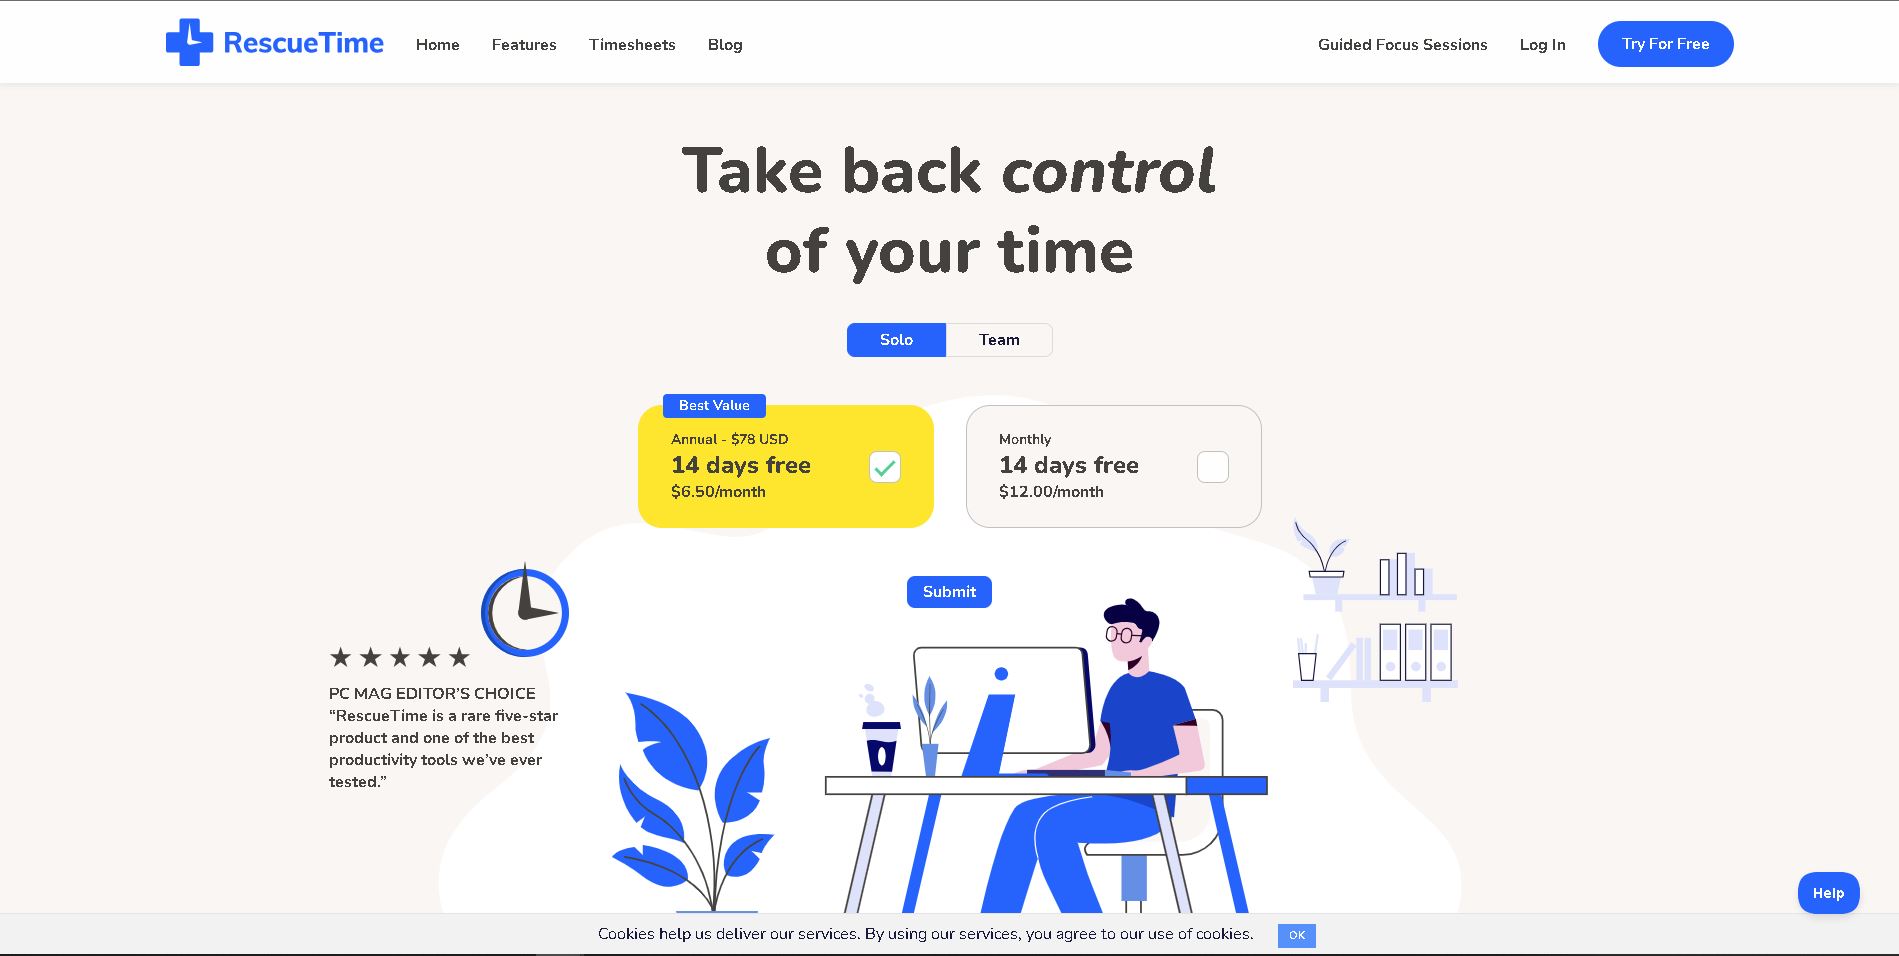 RescueTime
Home
Features
Timesheets
Blog
Guided Focus Sessions
Log In
Try For Free
Take back control
of your time
Solo
Team
Best Value
Annual - $78 USD
14 days free
$6.50/month
Monthly
14 days free
$12.00/month
Submit
PC MAG EDITOR’S CHOICE
“RescueTime is a rare five-star
product and one of the best
productivity tools we’ve ever
tested.”
Help
Cookies help us deliver our services. By using our services, you agree to our use of cookies.
OK